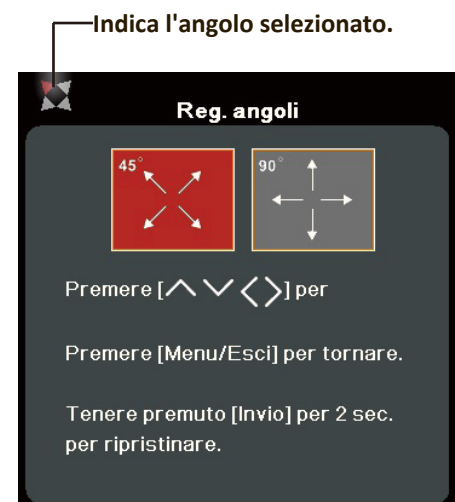 Indica l'angolo selezionato.
Reg. angoli
45° 90°
Premere [∧ ∨ < >] per
Premere [Menu/Esci] per tornare.
Tenere premuto [Invio] per 2 sec.
per ripristinare.